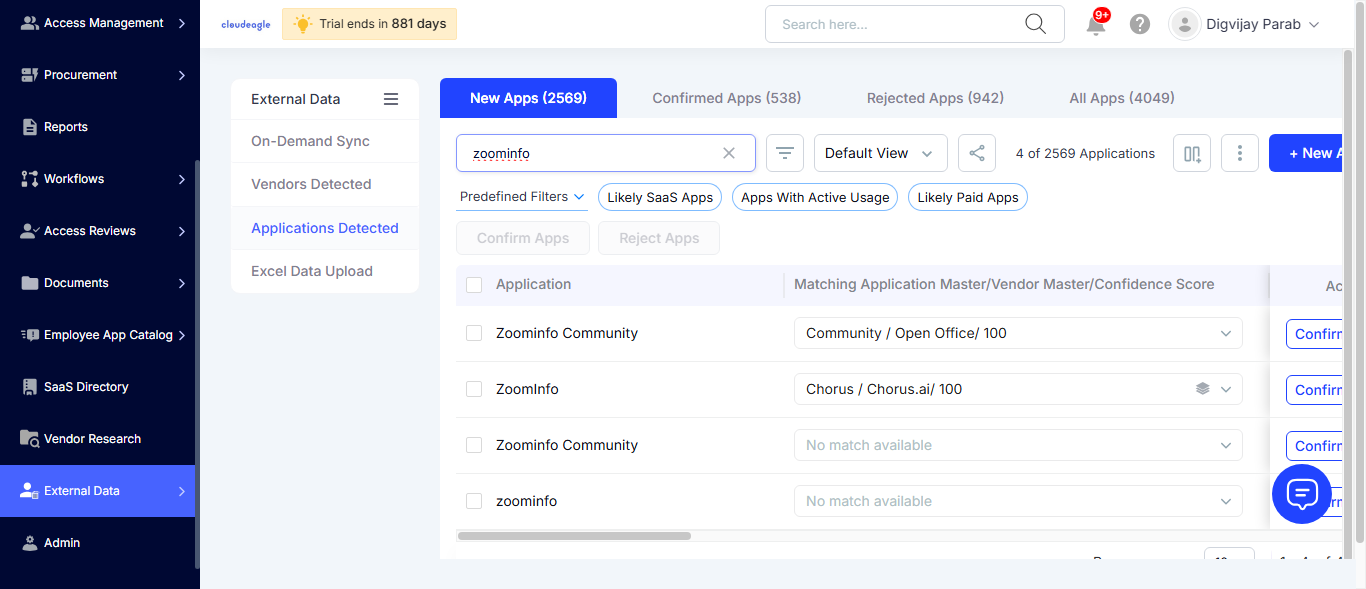 Access Management
Procurement
Reports
Workflows
Access Reviews
Documents
Employee App Catalog
SaaS Directory
Vendor Research
External Data
Admin
cloudeagle
Trial ends in 881 days
Search here...
9+
Digvijay Parab
External Data
On-Demand Sync
Vendors Detected
Applications Detected
Excel Data Upload
New Apps (2569)
Confirmed Apps (538)
Rejected Apps (942)
All Apps (4049)
zoominfo
Default View
4 of 2569 Applications
+ New A
Predefined Filters
Likely SaaS Apps
Apps With Active Usage
Likely Paid Apps
Confirm Apps
Reject Apps
Application
Matching Application Master/Vendor Master/Confidence Score
Ac
Zoominfo Community
Community / Open Office/ 100
Confirm
ZoomInfo
Chorus / Chorus.ai/ 100
Confirm
Zoominfo Community
No match available
Confirm
zoominfo
No match available